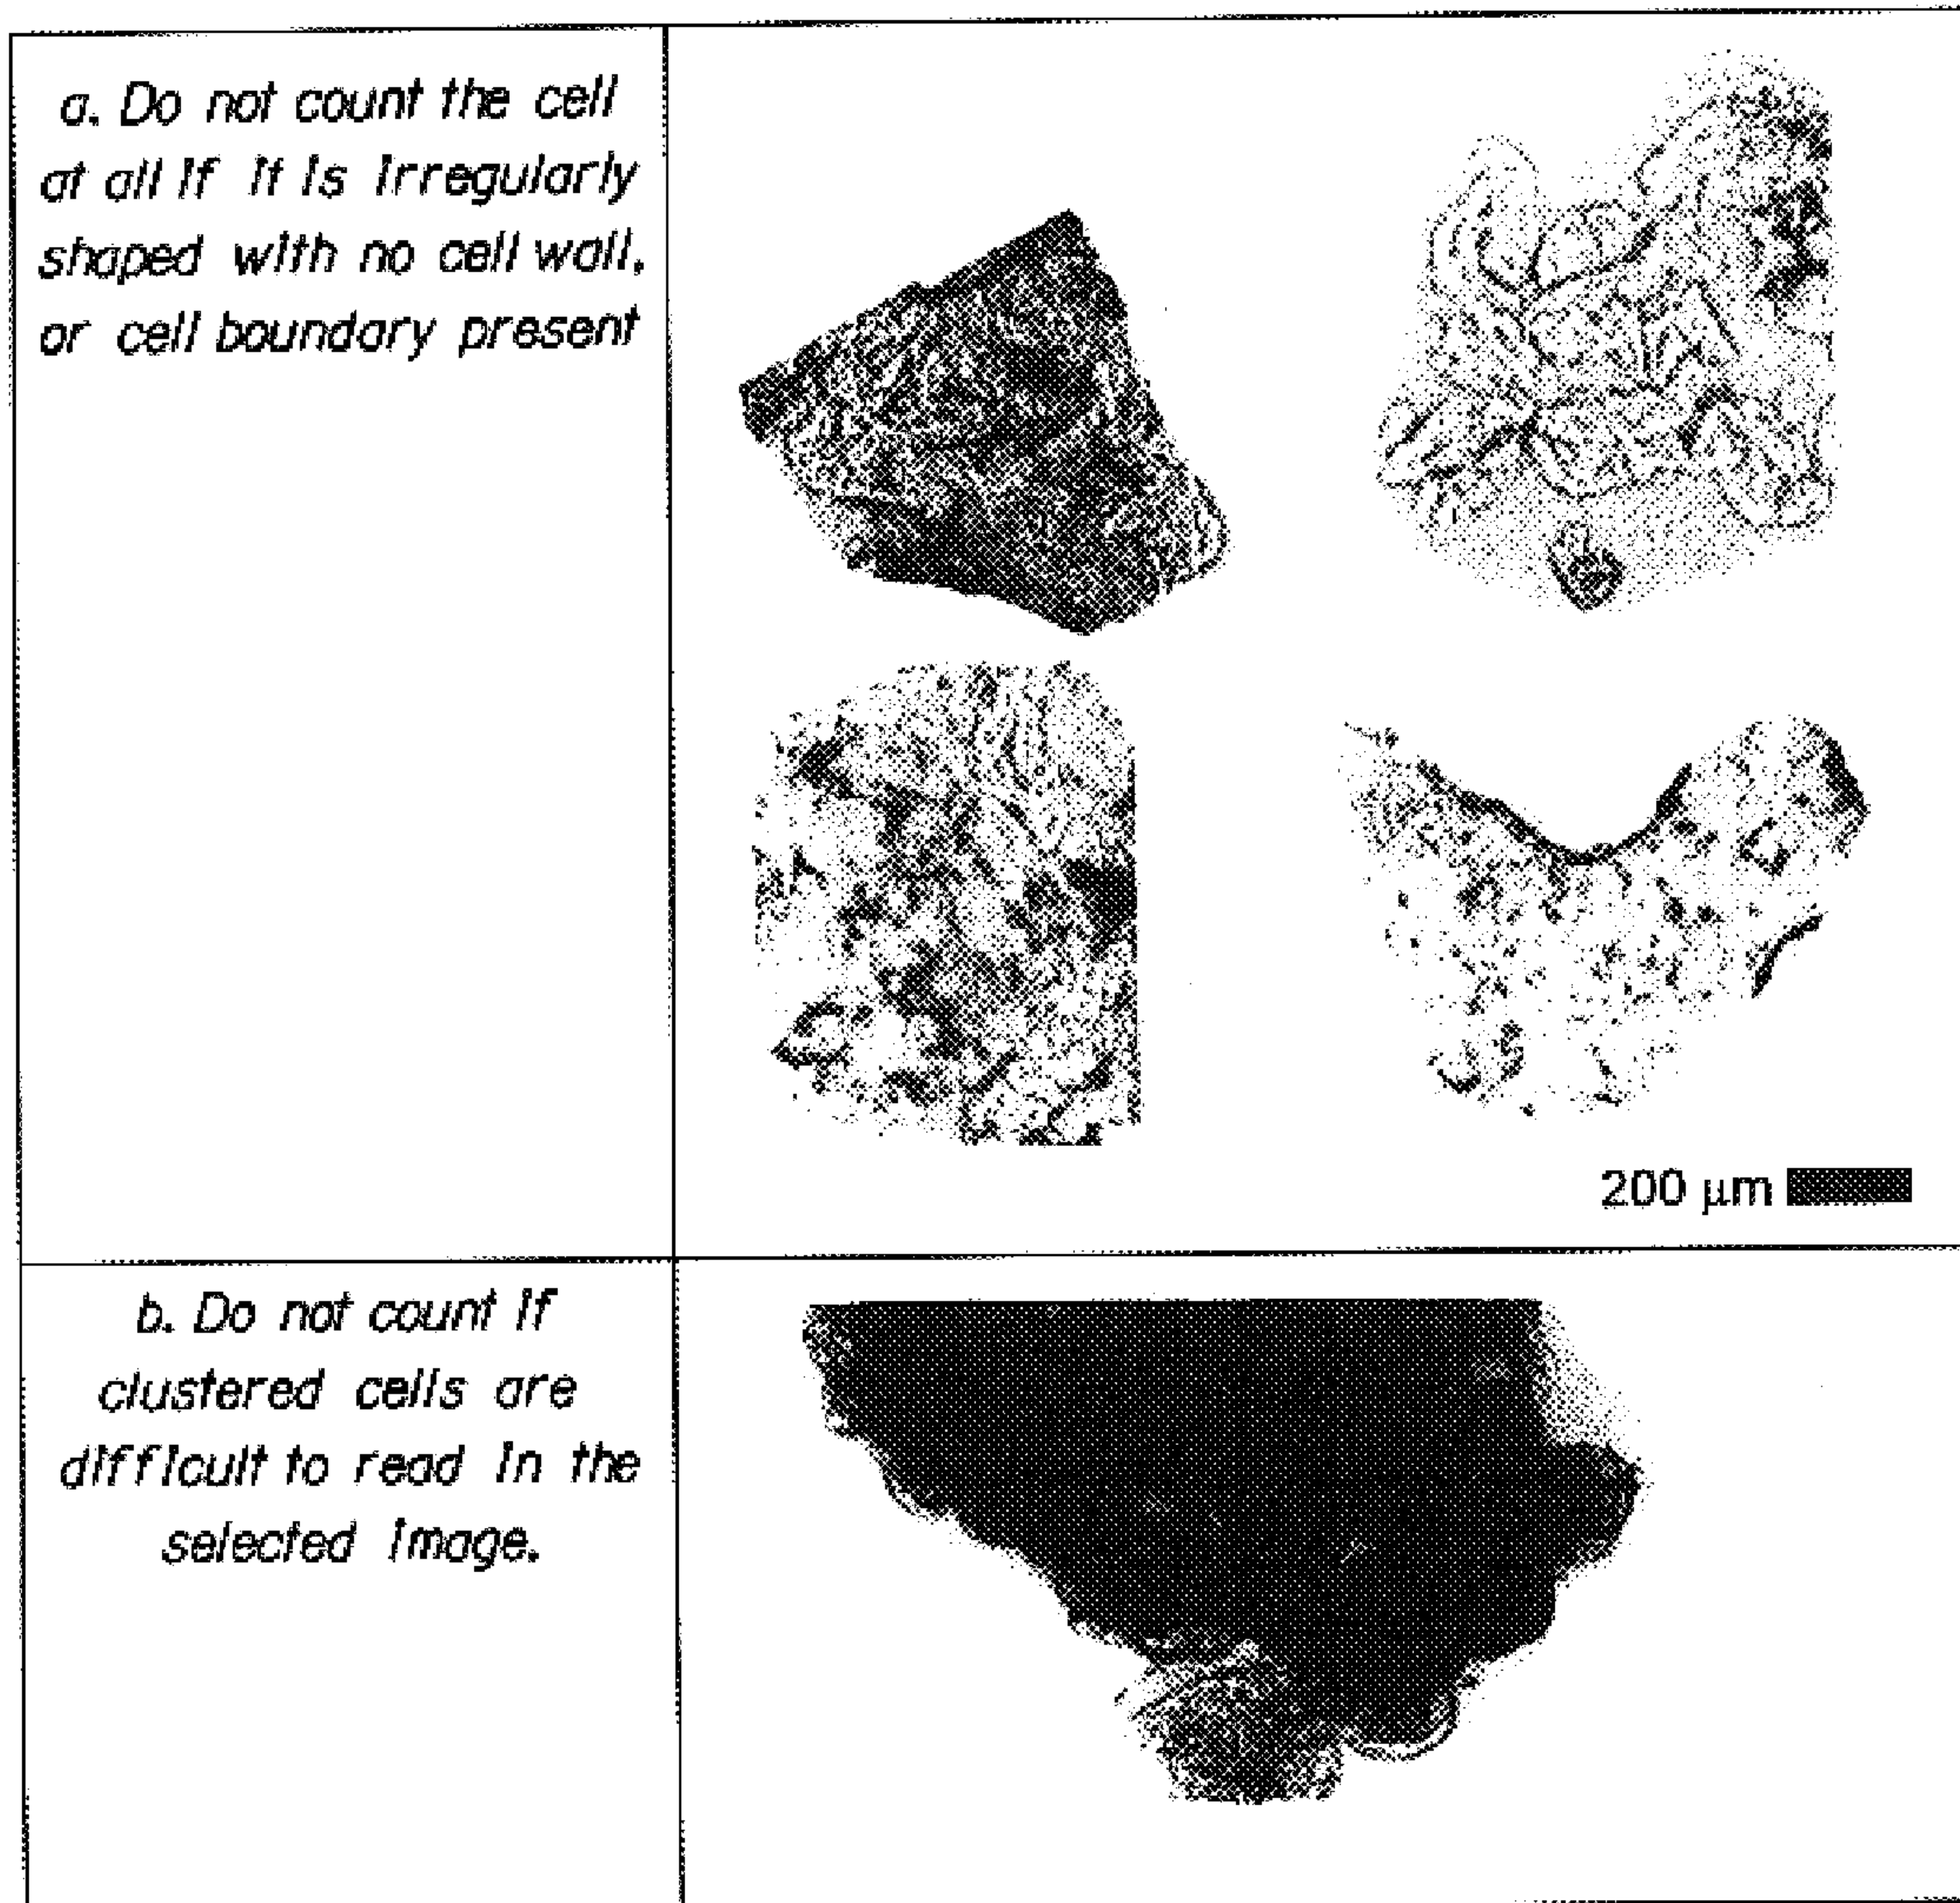 a. Do not count the cell
at all if it is irregularly
shaped with no cell wall,
or cell boundary present
200 μm
b. Do not count if
clustered cells are
difficult to read in the
selected image.